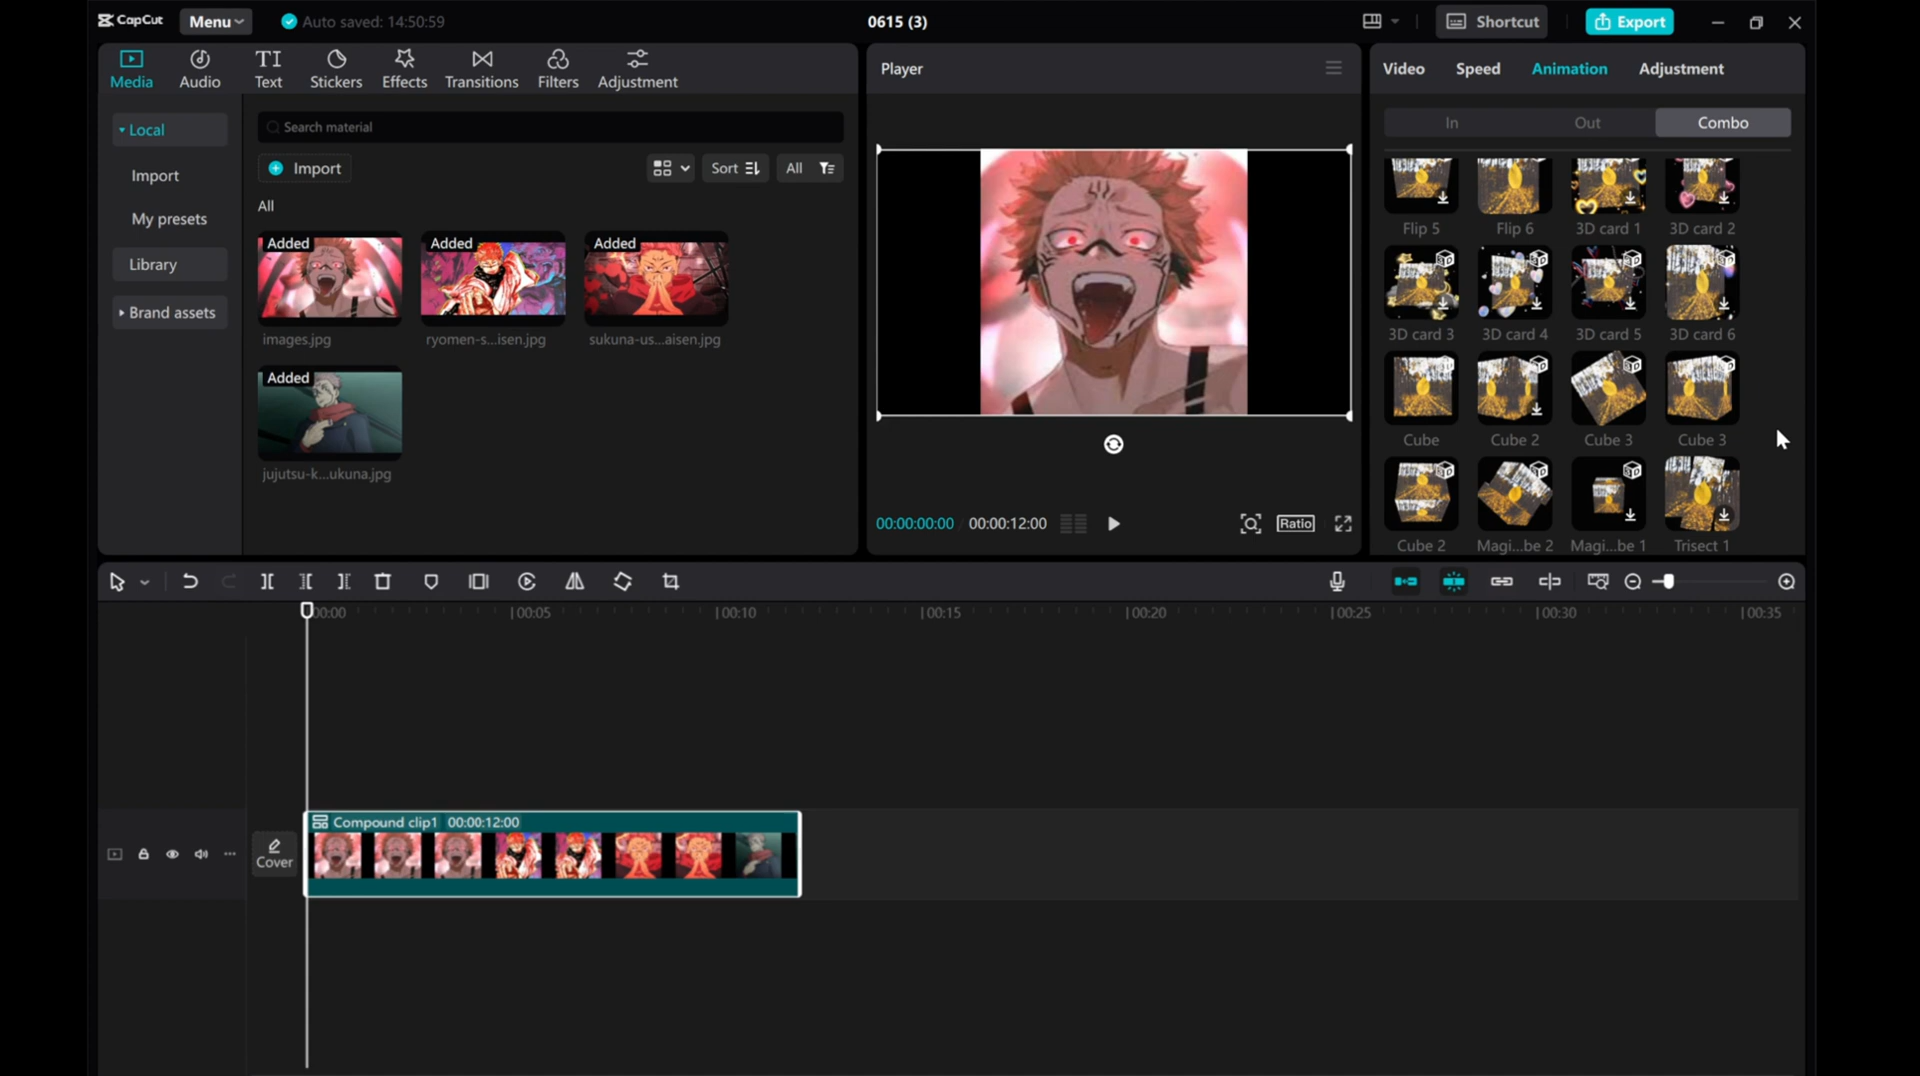 CapCut Menu Auto saved: 14:50:59 0615 (3) Shortcut Export
Media Audio TI Text Stickers Effects Transitions Filters Adjustment
Local
Import
My presets
Library
Brand assets
Search material
Import Sort All
All
Added Added Added
images.jpg ryomen-s...isen.jpg sukuna-us...aisen.jpg
Added
jujutsu-k...ukuna.jpg
Player
00:00:00:00 00:00:12:00 Ratio
Video Speed Animation Adjustment
In Out Combo
Flip 5 Flip 6 3D card 1 3D card 2
3D card 3 3D card 4 3D card 5 3D card 6
Cube Cube 2 Cube 3 Cube 3
Cube 2 Magi...be 2 Magi...be 1 Trisect 1
00:00 00:05 00:10 00:15 00:20 00:25 00:30 00:35
Compound clip1 00:00:12:00
Cover